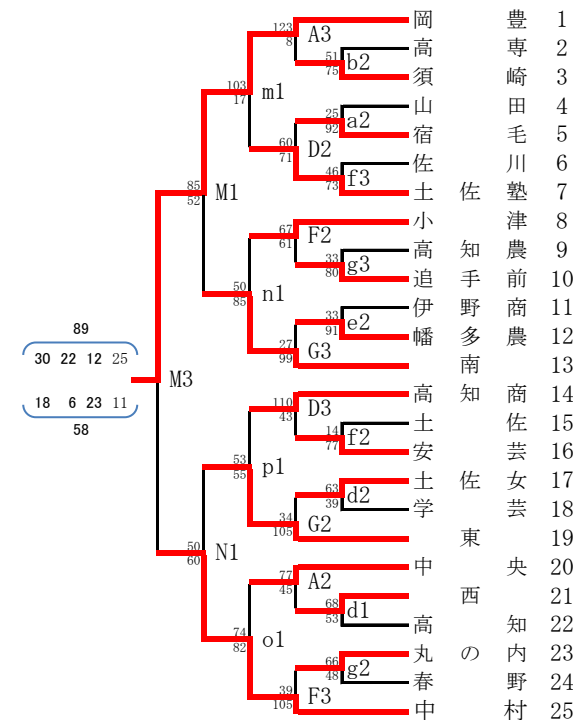 岡 豊 1
123
8
A3
高 専 2
51
75
b2
須 崎 3
103
17
m1
山 田 4
25
92
a2
宿 毛 5
60
71
D2
佐 川 6
46
73
f3
土 佐 塾 7
85
52
M1
小 津 8
67
61
F2
高 知 農 9
33
80
g3
追 手 前 10
50
85
n1
伊 野 商 11
33
91
e2
幡 多 農 12
27
99
G3
南 13
89
30 22 12 25
M3
18 6 23 11
58
高 知 商 14
110
43
D3
土 佐 15
14
77
f2
安 芸 16
53
55
p1
土 佐 女 17
63
39
d2
学 芸 18
34
105
G2
東 19
50
60
N1
中 央 20
77
45
A2
西 21
68
53
d1
高 知 22
74
82
o1
丸 の 内 23
66
48
g2
春 野 24
39
105
F3
中 村 25